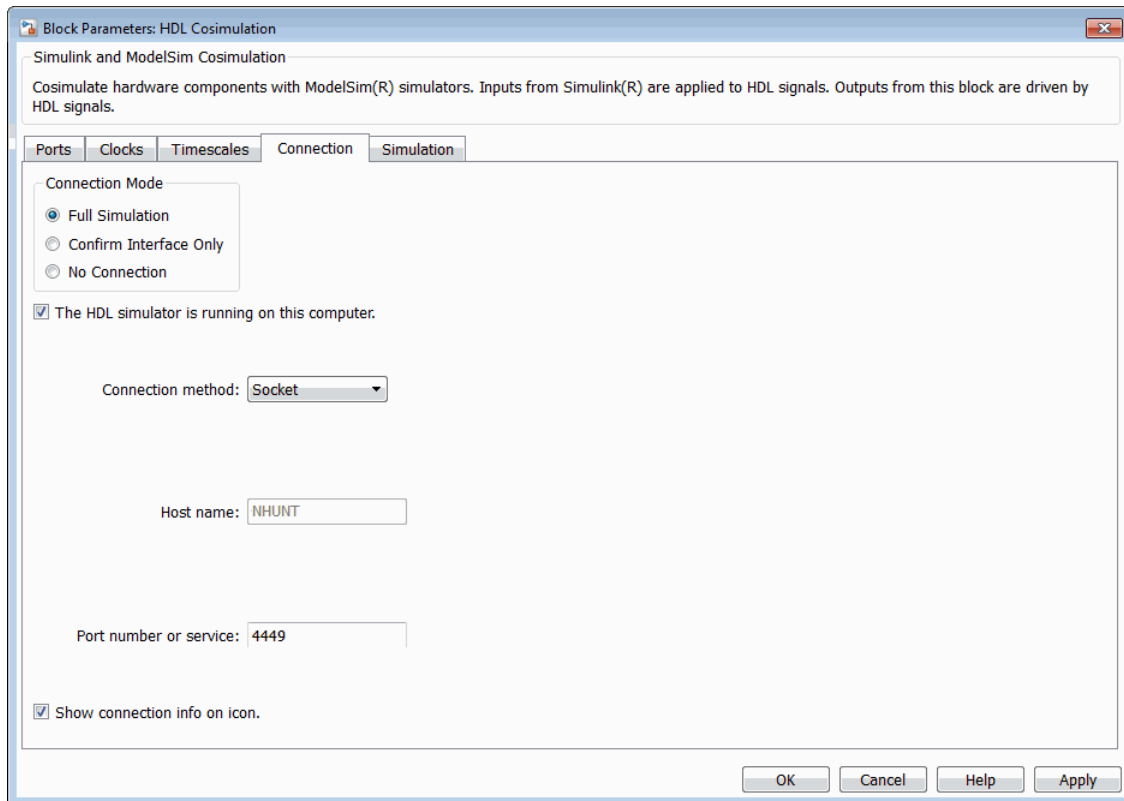 Block Parameters: HDL Cosimulation
Simulink and ModelSim Cosimulation
Cosimulate hardware components with ModelSim(R) simulators. Inputs from Simulink(R) are applied to HDL signals. Outputs from this block are driven by
HDL signals.
Ports Clocks Timescales Connection Simulation
Connection Mode
Full Simulation
Confirm Interface Only
No Connection
The HDL simulator is running on this computer.
Connection method: Socket
Host name: NHUNT
Port number or service: 4449
Show connection info on icon.
OK Cancel Help Apply